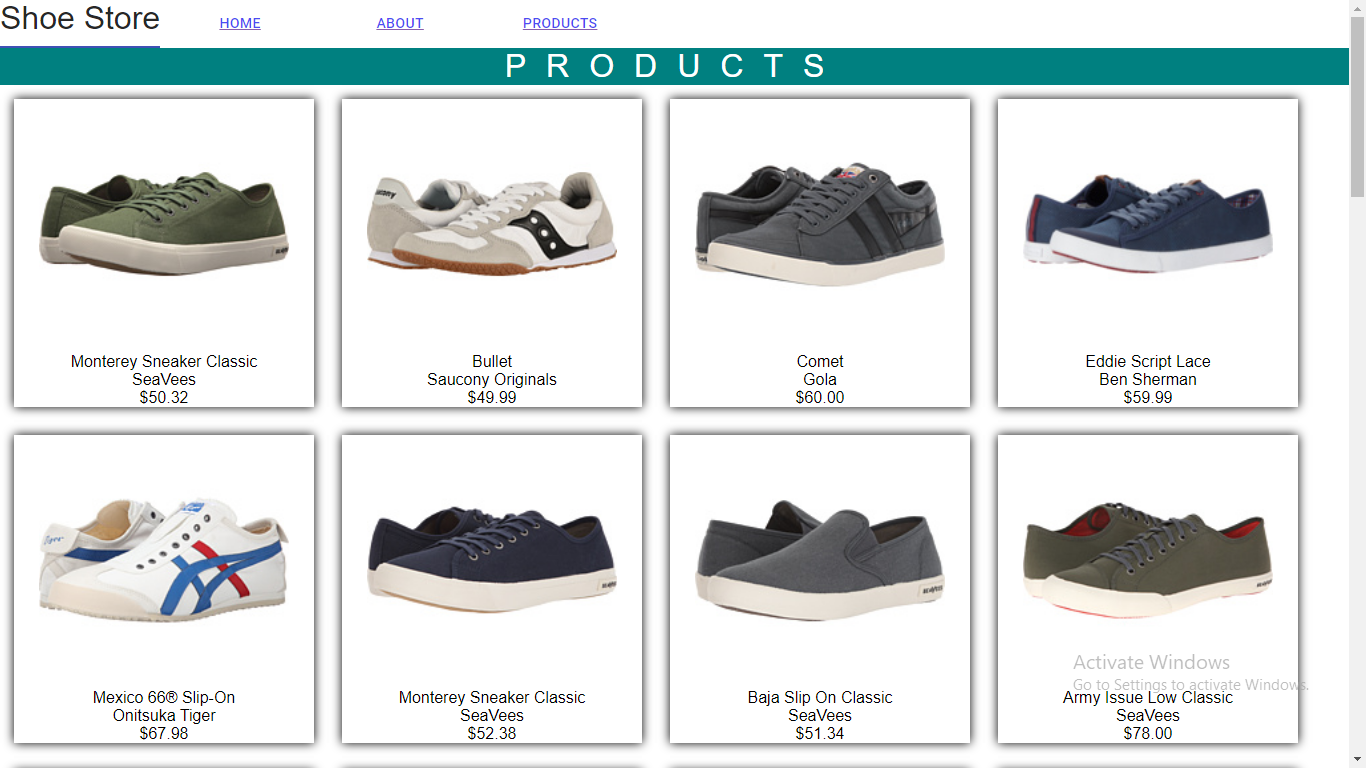 Shoe Store
HOME
ABOUT
PRODUCTS
PRODUCTS
Monterey Sneaker Classic
SeaVees
$50.32
Bullet
Saucony Originals
$49.99
Comet
Gola
$60.00
Eddie Script Lace
Ben Sherman
$59.99
Mexico 66® Slip-On
Onitsuka Tiger
$67.98
Monterey Sneaker Classic
SeaVees
$52.38
Baja Slip On Classic
SeaVees
$51.34
Activate Windows
Go to Settings to activate Windows.
Army Issue Low Classic
SeaVees
$78.00